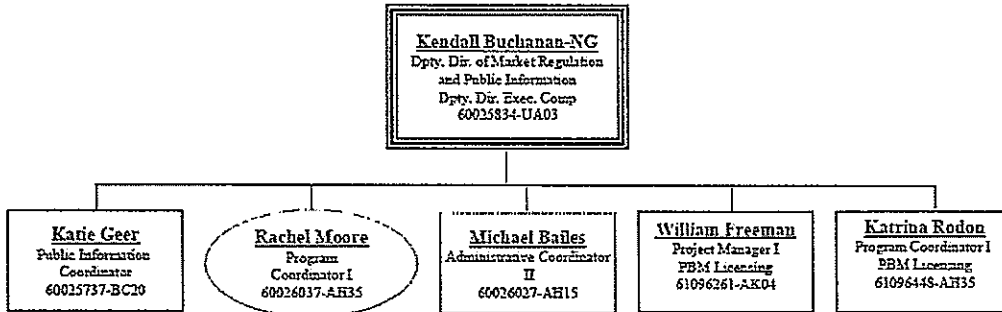 Kendall Buchanan-NG
Dpty. Dir. of Market Regulation
and Public Information
Dpty. Dir. Exec. Comp
60025834-UA03
Katie Geer
Public Information
Coordinator
60025737-BC20
Rachel Moore
Program
Coordinator I
60026037-AH35
Michael Bailes
Administrative Coordinator
II
60026027-AH15
William Freeman
Project Manager I
PBM Licensing
61096261-AK04
Katrina Rodon
Program Coordinator I
PBM Licensing
61096448-AH35